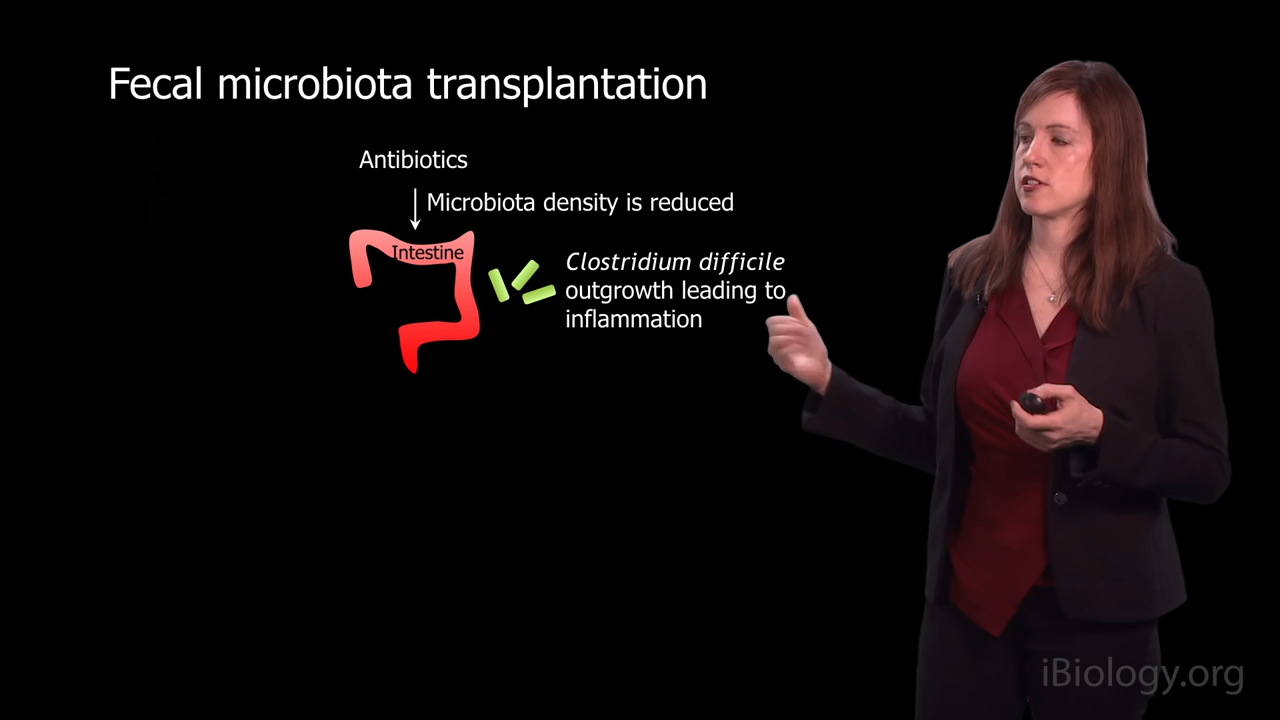 Fecal microbiota transplantation
Antibiotics
Microbiota density is reduced
Intestine
Clostridium difficile
outgrowth leading to
inflammation
iBiology.org